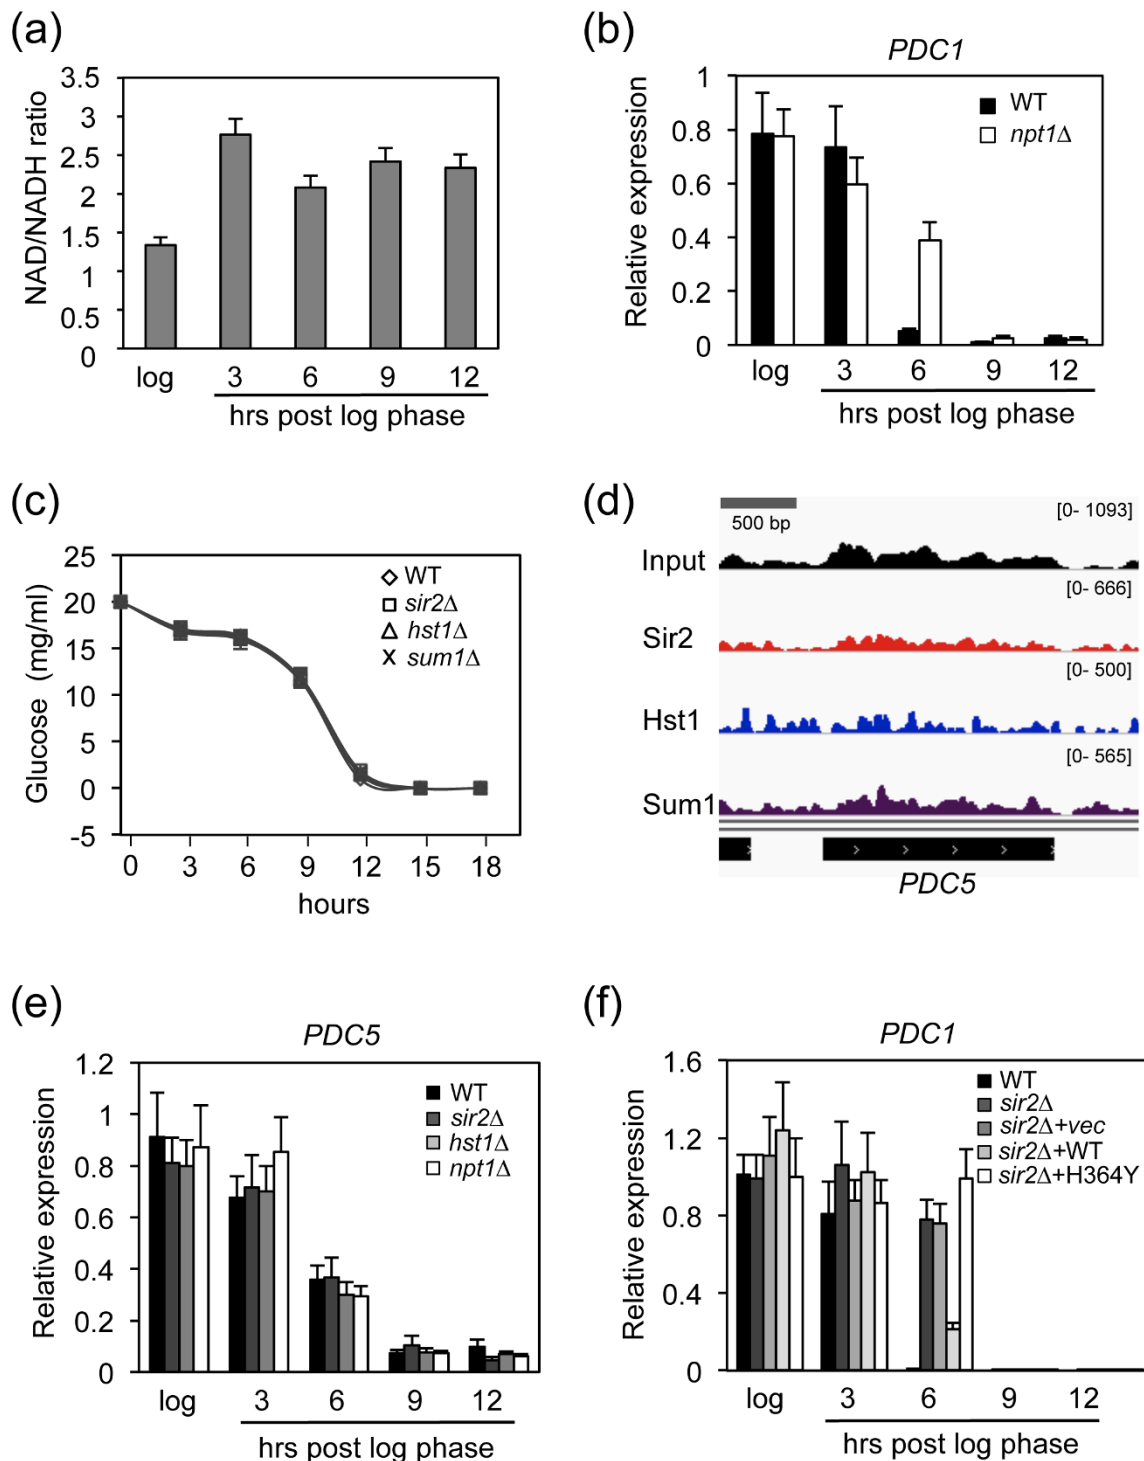 (a)
NAD/NADH ratio
3.5
3
2.5
2
1.5
1
0.5
0
log 3 6 9 12
hrs post log phase
(b)
PDC1
Relative expression
1
0.8
0.6
0.4
0.2
0
WT
npt1Δ
log 3 6 9 12
hrs post log phase
(c)
Glucose (mg/ml)
25
20
15
10
5
0
-5
WT
sir2Δ
hst1Δ
sum1Δ
0 3 6 9 12 15 18
hours
(d)
500 bp
[0- 1093]
Input
[0- 666]
Sir2
[0- 500]
Hst1
[0- 565]
Sum1
PDC5
(e)
PDC5
Relative expression
1.2
1
0.8
0.6
0.4
0.2
0
WT
sir2Δ
hst1Δ
npt1Δ
log 3 6 9 12
hrs post log phase
(f)
PDC1
Relative expression
1.6
1.2
0.8
0.4
0
WT
sir2Δ
sir2Δ+vec
sir2Δ+WT
sir2Δ+H364Y
log 3 6 9 12
hrs post log phase